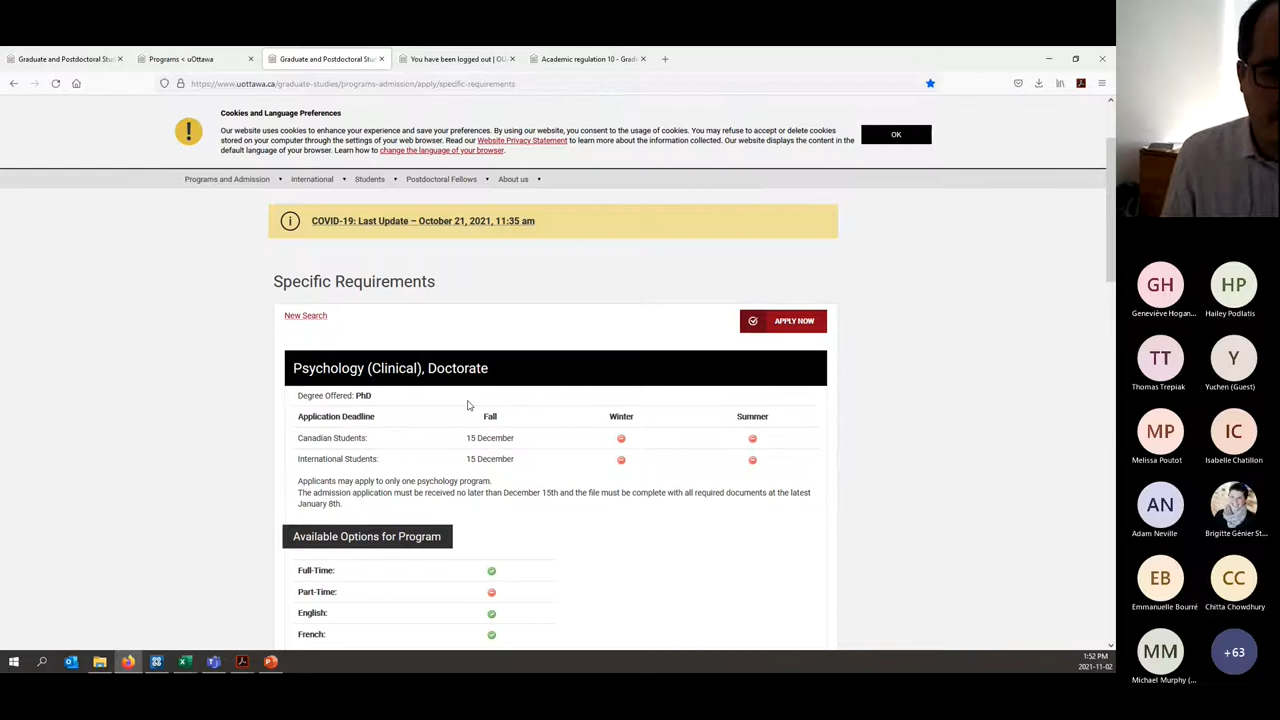 Graduate and Postdoctoral Stu
Programs < uOttawa
Graduate and Postdoctoral Stu
You have been logged out | OU
Academic regulation 10 - Gradi
https://www.uottawa.ca/graduate-studies/programs-admission/apply/specific-requirements
Cookies and Language Preferences
Our website uses cookies to enhance your experience and save your preferences. By using our website, you consent to the usage of cookies. You may refuse to accept or delete cookies
stored on your computer through the settings of your web browser. Read our Website Privacy Statement to learn more about the information collected. Our website displays the content in the
default language of your browser. Learn how to change the language of your browser.
OK
Programs and Admission
International
Students
Postdoctoral Fellows
About us
COVID-19: Last Update – October 21, 2021, 11:35 am
Specific Requirements
New Search
APPLY NOW
Psychology (Clinical), Doctorate
Degree Offered: PhD
Application Deadline Fall Winter Summer
Canadian Students: 15 December
International Students: 15 December
Applicants may apply to only one psychology program.
The admission application must be received no later than December 15th and the file must be complete with all required documents at the latest
January 8th.
Available Options for Program
Full-Time:
Part-Time:
English:
French:
1:52 PM
2021-11-02
GH
Geneviève Hogan...
HP
Hailey Podlatis
TT
Thomas Trepiak
Y
Yuchen (Guest)
MP
Melissa Poutot
IC
Isabelle Chatillon
AN
Adam Neville
Brigitte Génier St...
EB
Emmanuelle Bourré
CC
Chitta Chowdhury
MM
Michael Murphy (...
+63